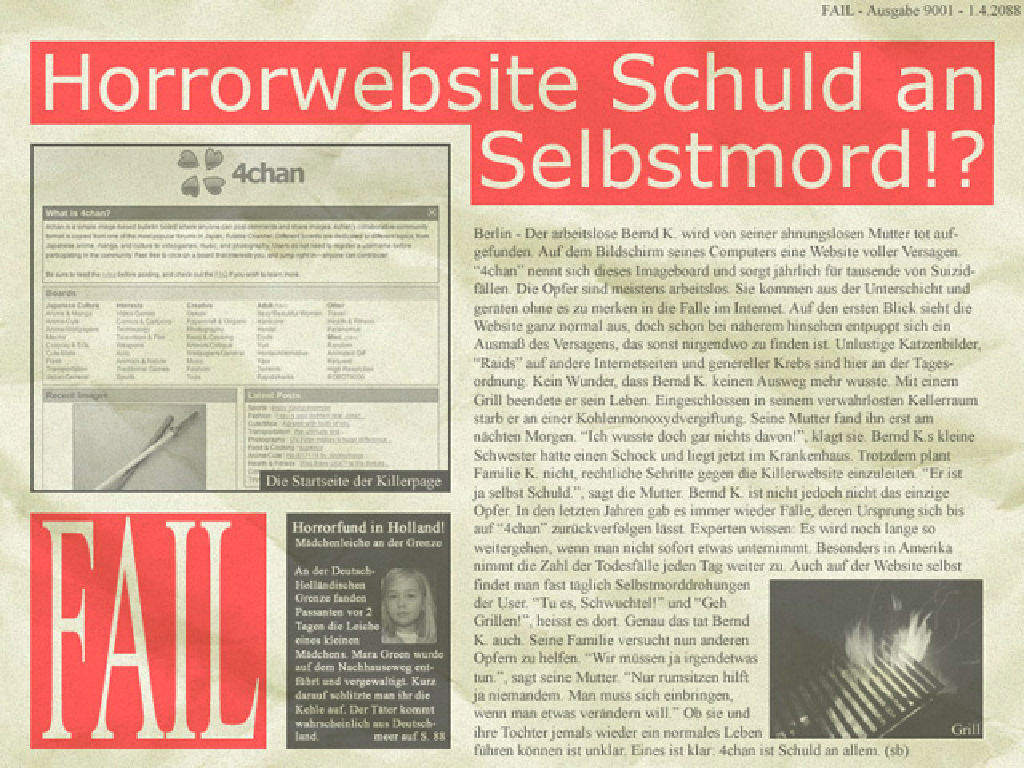 FAIL - Ausgabe 9001 - 1.4.2088
Horrorwebsite Schuld an
Selbstmord!?
4chan
What is 4chan?
Boards
Japanese Culture
Interests
Creative
Other
Recent Images
Latest Posts
Die Startseite der Killerpage
FAIL
Horrorfund in Holland!
Mädchenleiche an der Grenze
An der Deutsch-
Holländischen
Grenze fanden
Passanten vor 2
Tagen die Leiche
eines kleinen
Mädchens. Mara Green wurde
auf dem Nachhauseweg ent-
führt und vergewaltigt. Kurz
darauf schlitzte man ihr die
Kehle auf. Der Täter kommt
wahrscheinlich aus Deutsch-
land. meer auf S. 88
Berlin - Der arbeitslose Bernd K. wird von seiner ahnungslosen Mutter tot auf-
gefunden. Auf dem Bildschirm seines Computers eine Website voller Versagen.
"4chan" nennt sich dieses Imageboard und sorgt jährlich für tausende von Suizid-
fällen. Die Opfer sind meistens arbeitslos. Sie kommen aus der Unterschicht und
geraten ohne es zu merken in die Falle im Internet. Auf den ersten Blick sieht die
Website ganz normal aus, doch schon bei näherem hinsehen entpuppt sich ein
Ausmaß des Versagens, das sonst nirgendwo zu finden ist. Unlustige Katzenbilder,
"Raids" auf andere Internetseiten und genereller Krebs sind hier an der Tages-
ordnung. Kein Wunder, dass Bernd K. keinen Ausweg mehr wusste. Mit einem
Grill beendete er sein Leben. Eingeschlossen in seinem verwahrlosten Kellerraum
starb er an einer Kohlenmonoxydvergiftung. Seine Mutter fand ihn erst am
nächten Morgen. "Ich wusste doch gar nichts davon!", klagt sie. Bernd K.s kleine
Schwester hatte einen Schock und liegt jetzt im Krankenhaus. Trotzdem plant
Familie K. nicht, rechtliche Schritte gegen die Killerwebsite einzuleiten. "Er ist
ja selbst Schuld.", sagt die Mutter. Bernd K. ist nicht jedoch nicht das einzige
Opfer. In den letzten Jahren gab es immer wieder Fälle, deren Ursprung sich bis
auf "4chan" zurückverfolgen lässt. Experten wissen: Es wird noch lange so
weitergehen, wenn man nicht sofort etwas unternimmt. Besonders in Amerika
nimmt die Zahl der Todesfälle jeden Tag weiter zu. Auch auf der Website selbst
findet man fast täglich Selbstmorddrohungen
der User. "Tu es, Schwuchtel!" und "Geh
Grillen!", heisst es dort. Genau das tat Bernd
K. auch. Seine Familie versucht nun anderen
Opfern zu helfen. "Wir müssen ja irgendetwas
tun.", sagt seine Mutter. "Nur rumsitzen hilft
ja niemandem. Man muss sich einbringen,
wenn man etwas verändern will." Ob sie und
ihre Tochter jemals wieder ein normales Leben
führen können ist unklar. Eines ist klar: 4chan ist Schuld an allem. (sb)
Grill